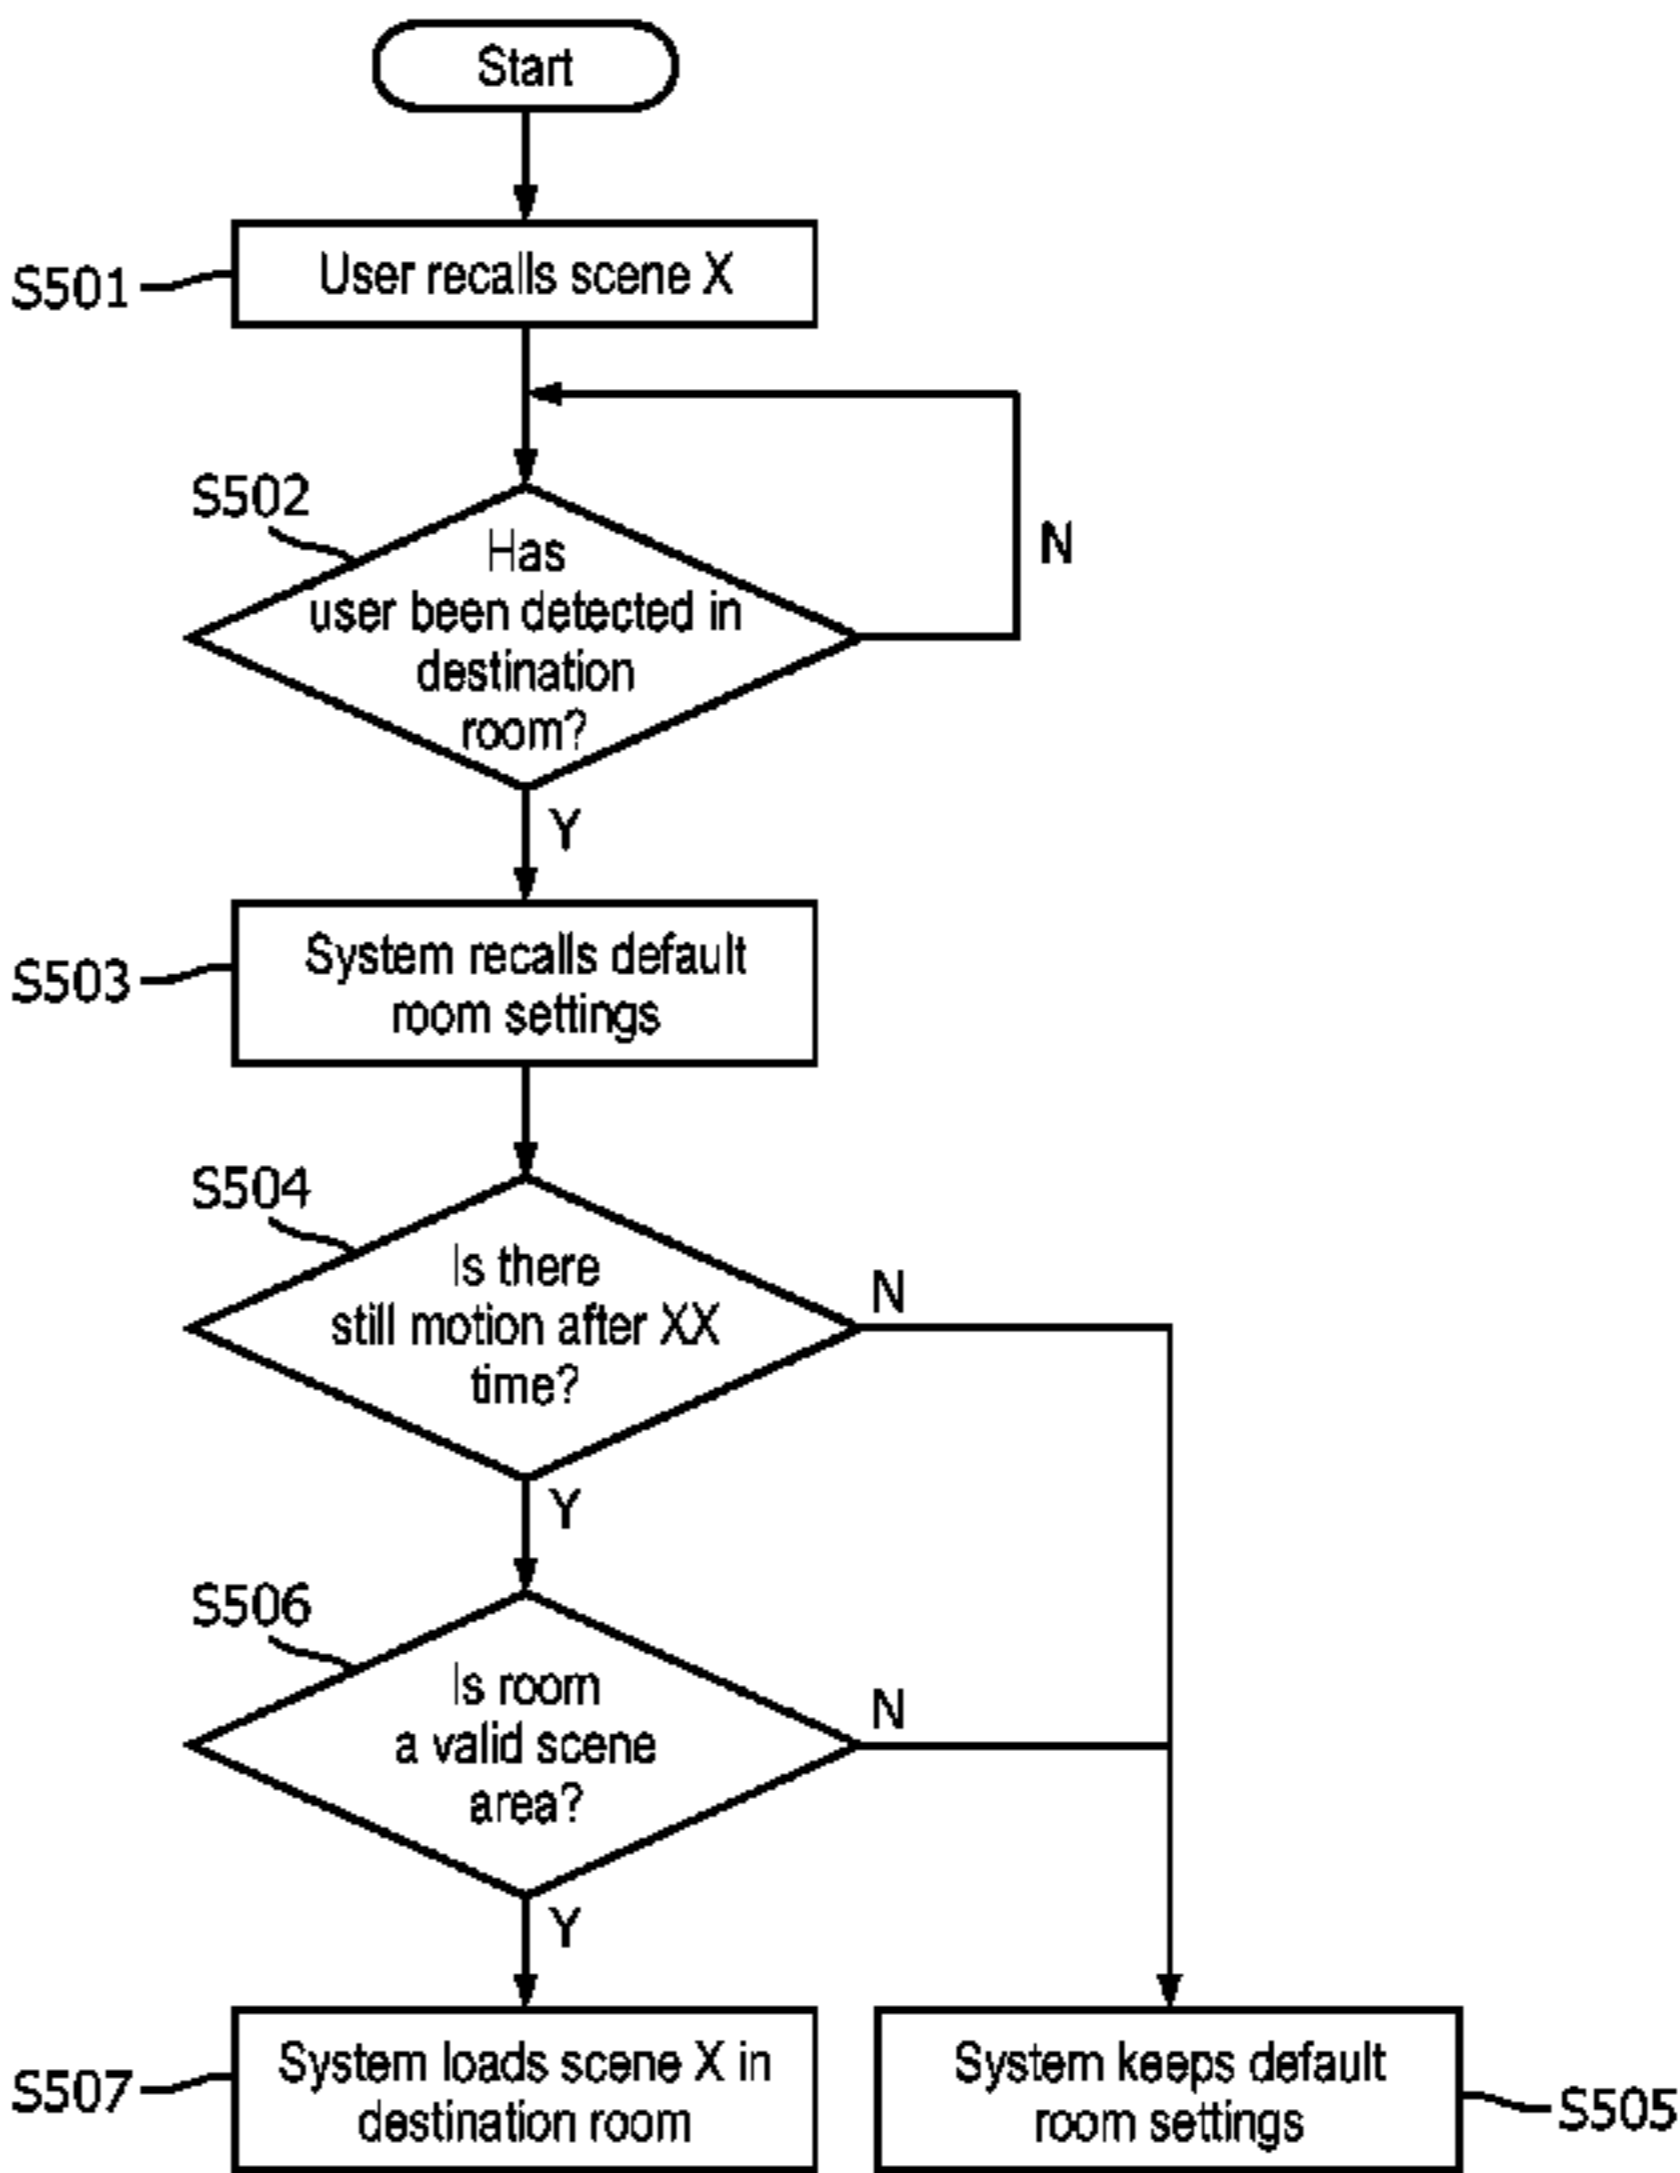 Start
S501
User recalls scene X
S502
Has
user been detected in
destination
room?
N
Y
S503
System recalls default
room settings
S504
Is there
still motion after XX
time?
N
Y
S506
Is room
a valid scene
area?
N
Y
S507
System loads scene X in
destination room
System keeps default
room settings
S505